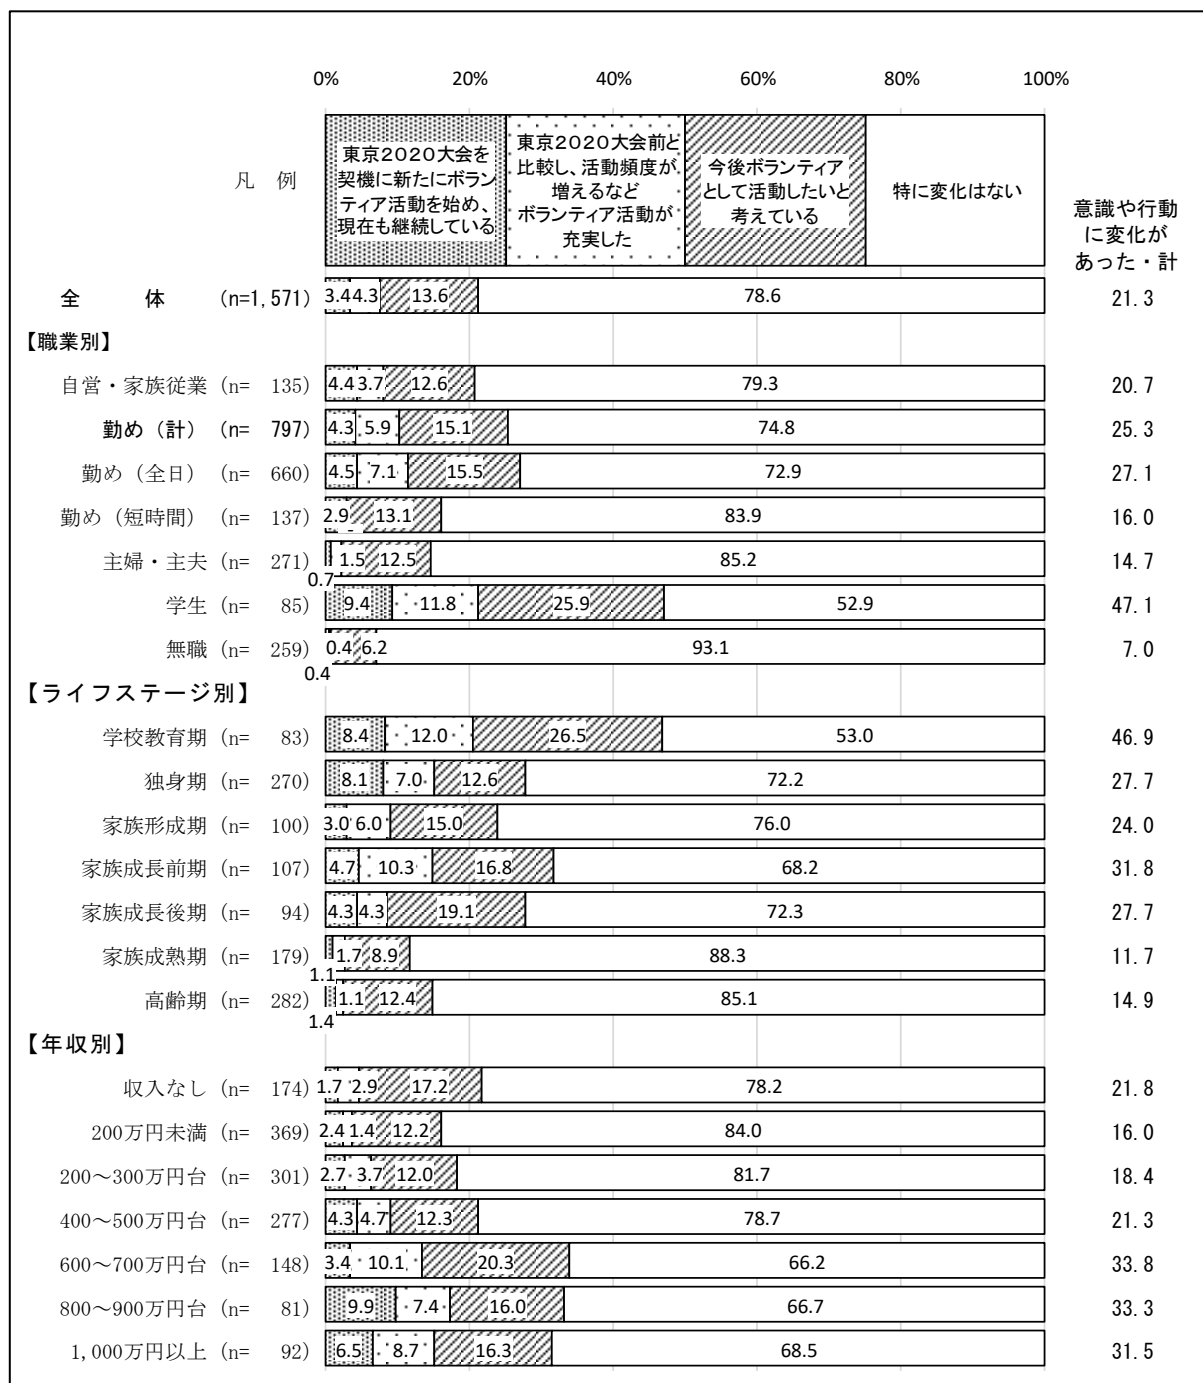 0% 20% 40% 60% 80% 100%
凡 例
東京2020大会を
契機に新たにボラン
ティア活動を始め、
現在も継続している
東京2020大会前と
比較し、活動頻度が
増えるなど
ボランティア活動が
充実した
今後ボランティア
として活動したいと
考えている
特に変化はない
意識や行動
に変化が
あった・計
全 体 (n=1,571) 3.4 4.3 13.6 78.6 21.3
【職業別】
自営・家族従業 (n= 135) 4.4 3.7 12.6 79.3 20.7
勤め(計) (n= 797) 4.3 5.9 15.1 74.8 25.3
勤め(全日) (n= 660) 4.5 7.1 15.5 72.9 27.1
勤め(短時間) (n= 137) 2.9 13.1 83.9 16.0
主婦・主夫 (n= 271) 0.7 1.5 12.5 85.2 14.7
学生 (n= 85) 9.4 11.8 25.9 52.9 47.1
無職 (n= 259) 0.4 0.4 6.2 93.1 7.0
【ライフステージ別】
学校教育期 (n= 83) 8.4 12.0 26.5 53.0 46.9
独身期 (n= 270) 8.1 7.0 12.6 72.2 27.7
家族形成期 (n= 100) 3.0 6.0 15.0 76.0 24.0
家族成長前期 (n= 107) 4.7 10.3 16.8 68.2 31.8
家族成長後期 (n= 94) 4.3 4.3 19.1 72.3 27.7
家族成熟期 (n= 179) 1.1 1.7 8.9 88.3 11.7
高齢期 (n= 282) 1.4 1.1 12.4 85.1 14.9
【年収別】
収入なし (n= 174) 1.7 2.9 17.2 78.2 21.8
200万円未満 (n= 369) 2.4 1.4 12.2 84.0 16.0
200～300万円台 (n= 301) 2.7 3.7 12.0 81.7 18.4
400～500万円台 (n= 277) 4.3 4.7 12.3 78.7 21.3
600～700万円台 (n= 148) 3.4 10.1 20.3 66.2 33.8
800～900万円台 (n= 81) 9.9 7.4 16.0 66.7 33.3
1,000万円以上 (n= 92) 6.5 8.7 16.3 68.5 31.5